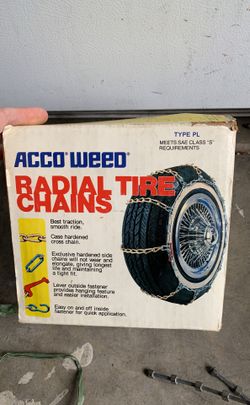 TYPE PL
MEETS SAE CLASS "S"
REQUIREMENTS
ACCO® WEED®
RADIAL TIRE
CHAINS
Best traction,
smooth ride.
Case hardened
cross chain.
Exclusive hardened side
chains will not wear and
elongate, giving longest
life and maintaining
a tight fit.
Lever outside fastener
provides hanging feature
and easier installation.
Easy on and off inside
fastener for quick application.